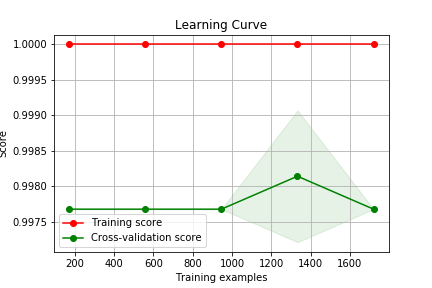 Learning Curve
1.0000
0.9995
0.9990
0.9985
0.9980
0.9975
Score
Training score
Cross-validation score
200 400 600 800 1000 1200 1400 1600
Training examples